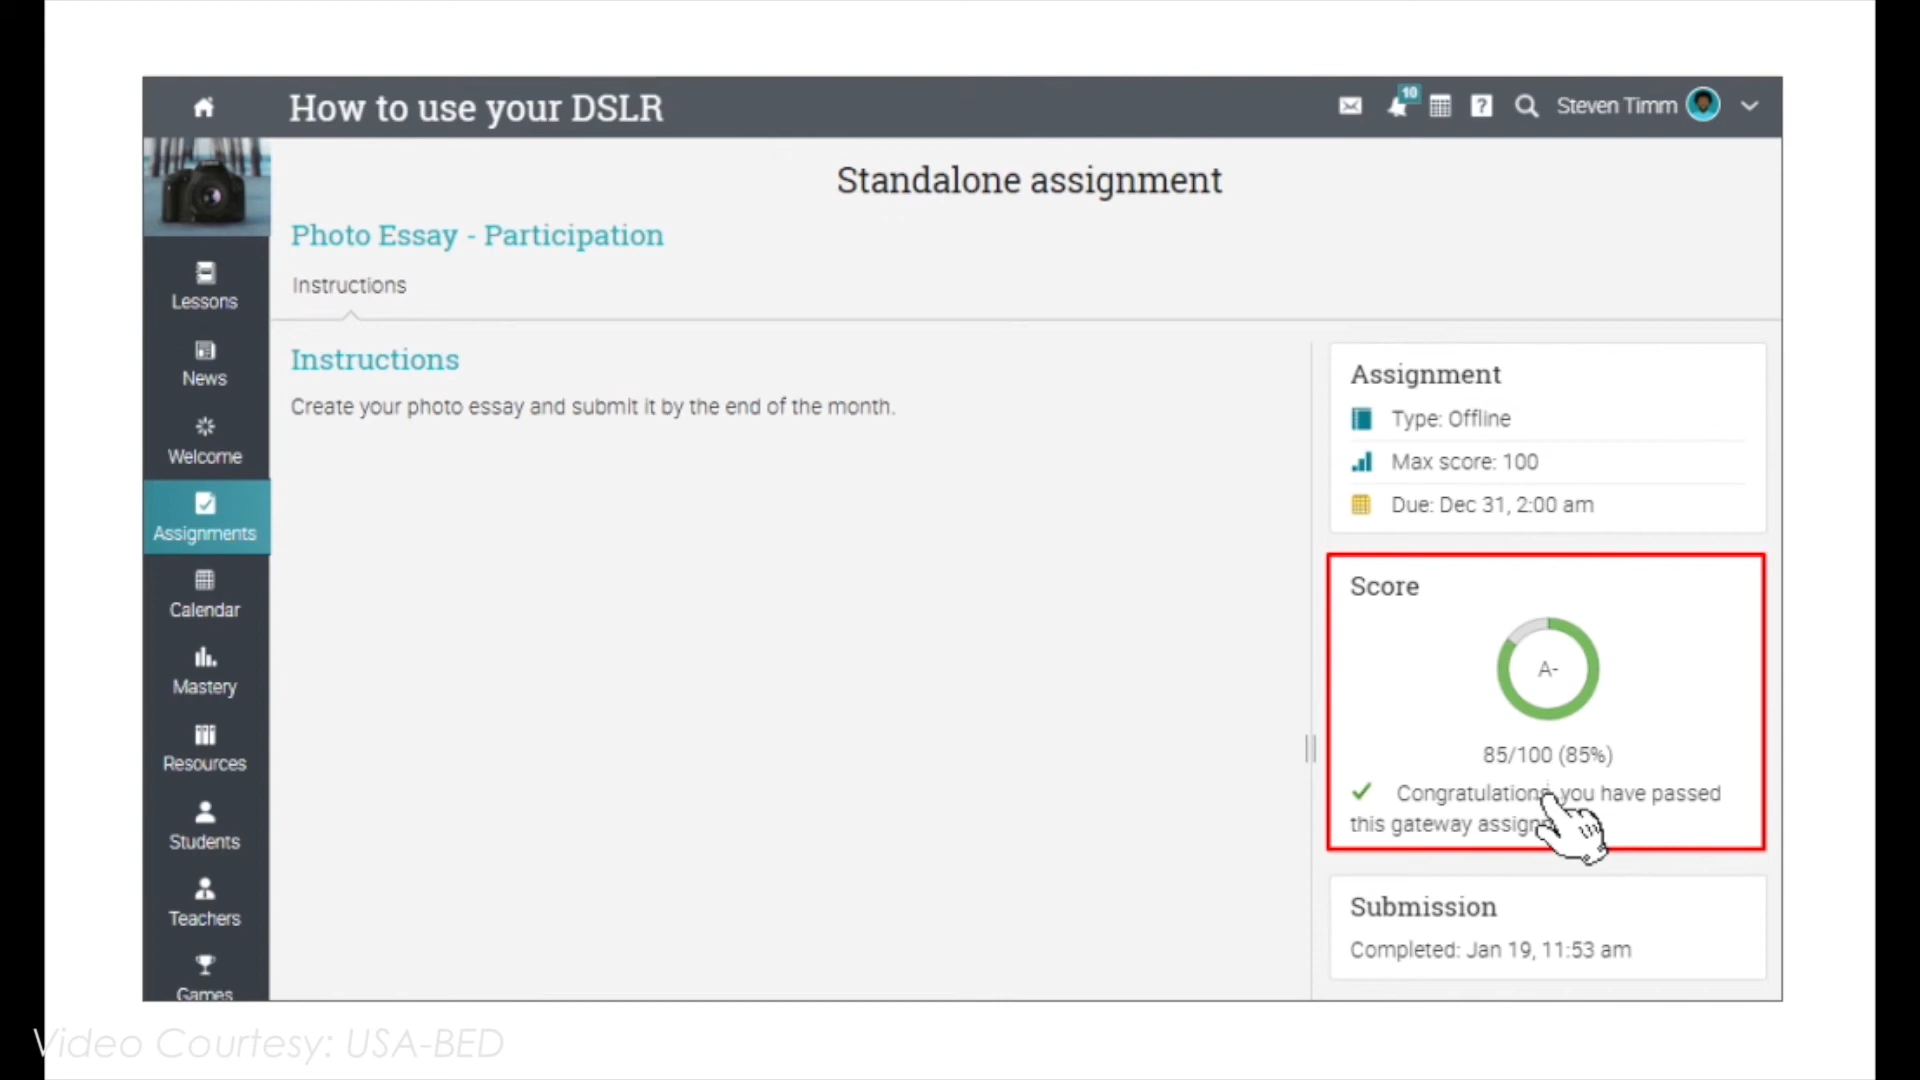 How to use your DSLR
10
?
Steven Timm
Standalone assignment
Photo Essay - Participation
Instructions
Lessons
News
Welcome
Assignments
Calendar
Mastery
Resources
Students
Teachers
Games
Instructions
Create your photo essay and submit it by the end of the month.
Assignment
Type: Offline
Max score: 100
Due: Dec 31, 2:00 am
Score
A-
85/100 (85%)
Congratulations, you have passed
this gateway
Submission
Completed: Jan 19, 11:53 am
Video Courtesy: USA-BED